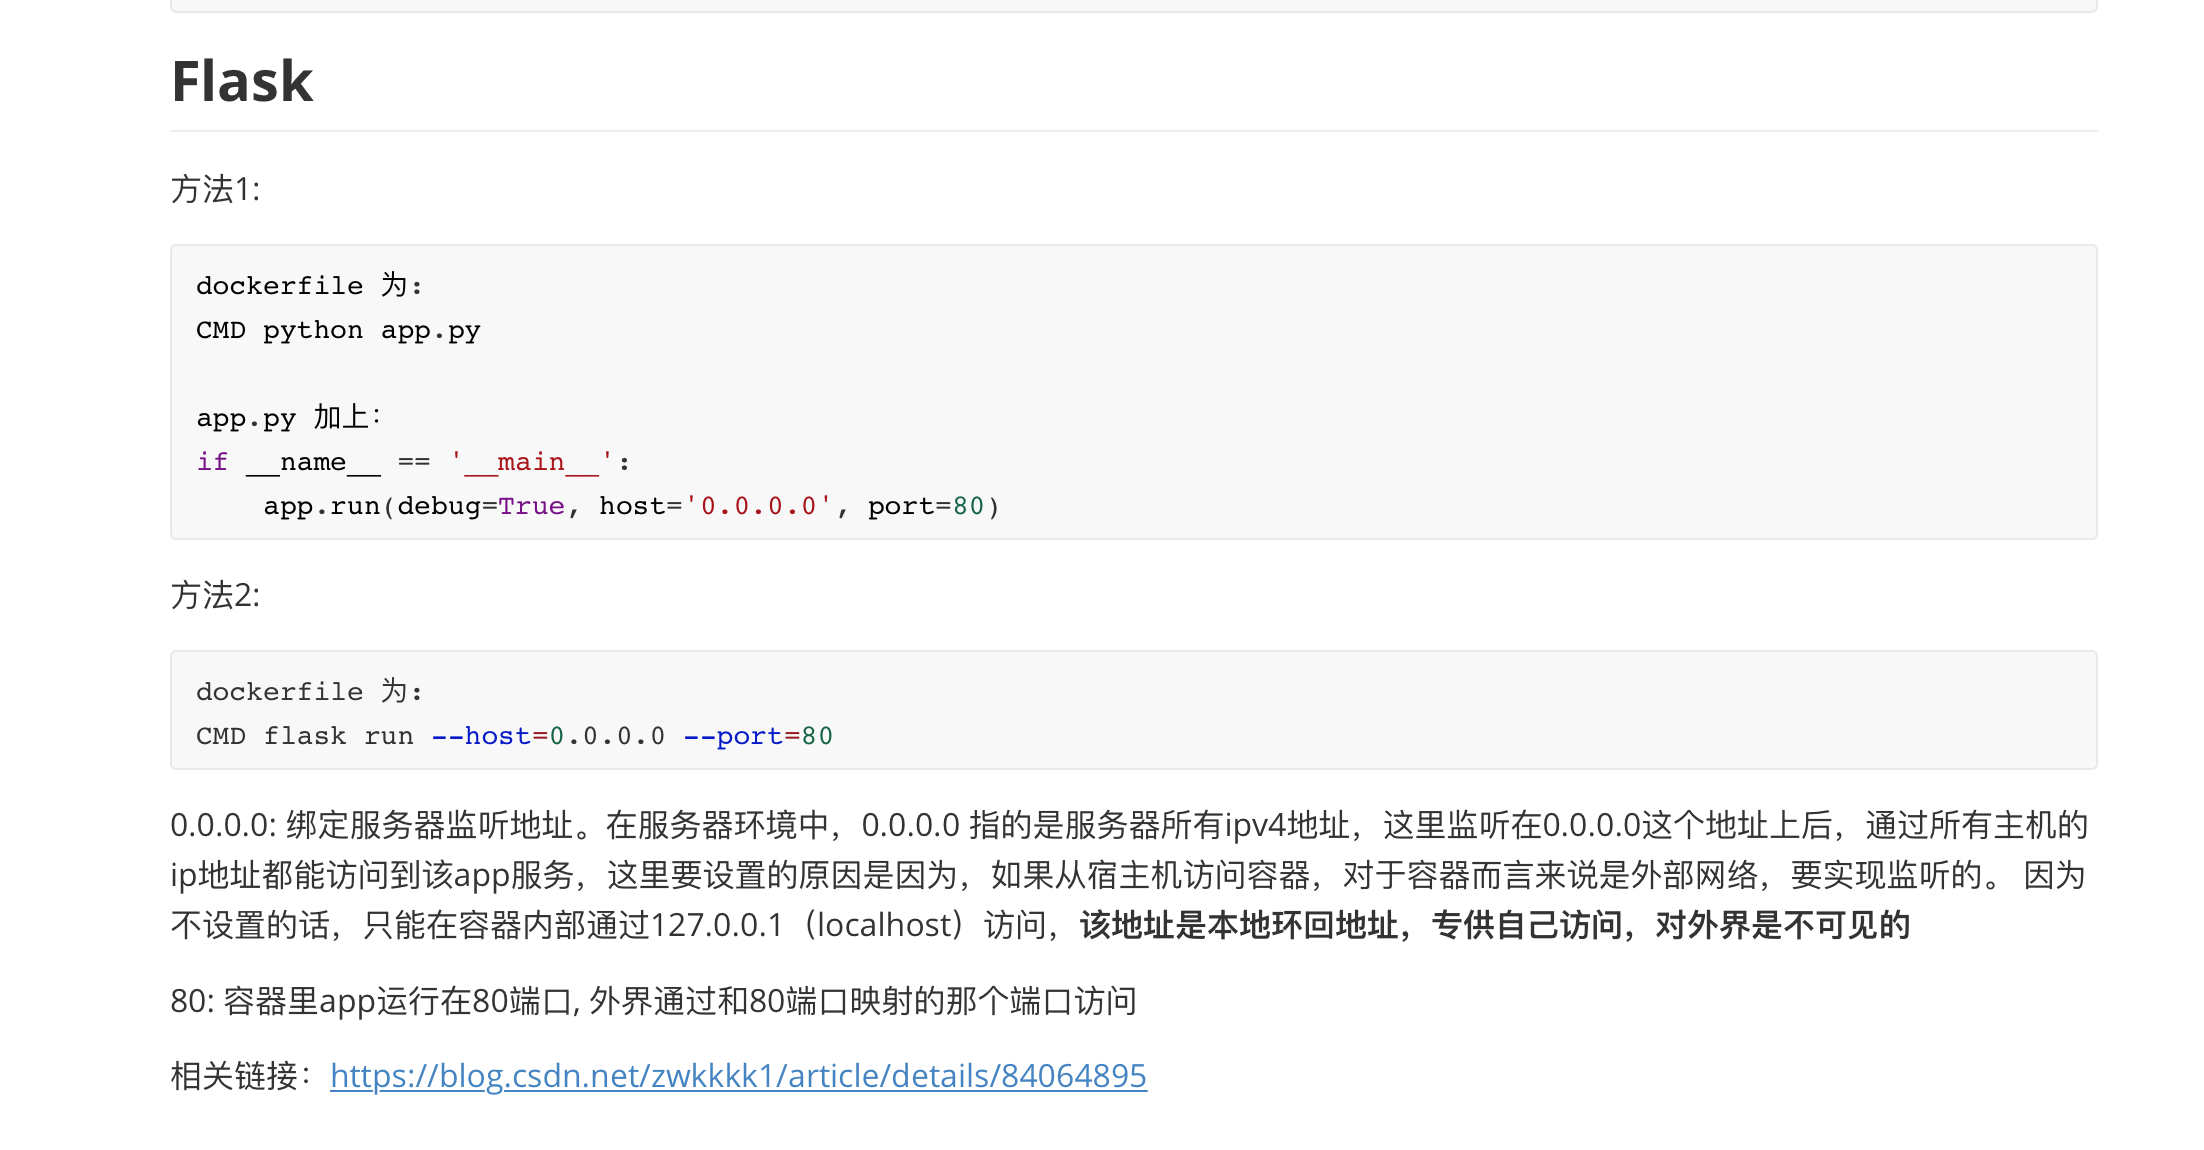 Flask
方法1:
dockerfile 为:
CMD python app.py
app.py 加上：
if __name__ == '__main__':
    app.run(debug=True, host='0.0.0.0', port=80)
方法2:
dockerfile 为:
CMD flask run --host=0.0.0.0 --port=80
0.0.0.0: 绑定服务器监听地址。在服务器环境中，0.0.0.0 指的是服务器所有ipv4地址，这里监听在0.0.0.0这个地址上后，通过所有主机的
ip地址都能访问到该app服务，这里要设置的原因是因为，如果从宿主机访问容器，对于容器而言来说是外部网络，要实现监听的。 因为
不设置的话，只能在容器内部通过127.0.0.1（localhost）访问，该地址是本地环回地址，专供自己访问，对外界是不可见的
80: 容器里app运行在80端口, 外界通过和80端口映射的那个端口访问
相关链接：https://blog.csdn.net/zwkkkk1/article/details/84064895